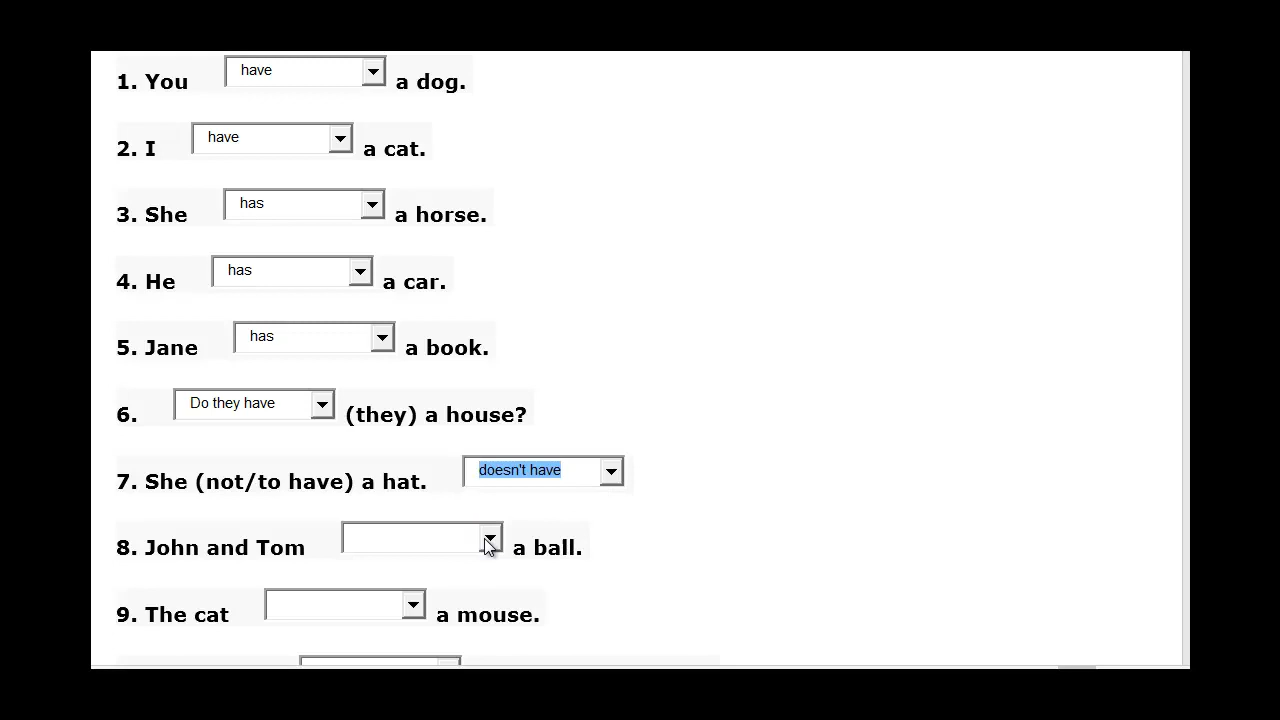 1. You have a dog.
2. I have a cat.
3. She has a horse.
4. He has a car.
5. Jane has a book.
6. Do they have (they) a house?
7. She (not/to have) a hat. doesn't have
8. John and Tom a ball.
9. The cat a mouse.